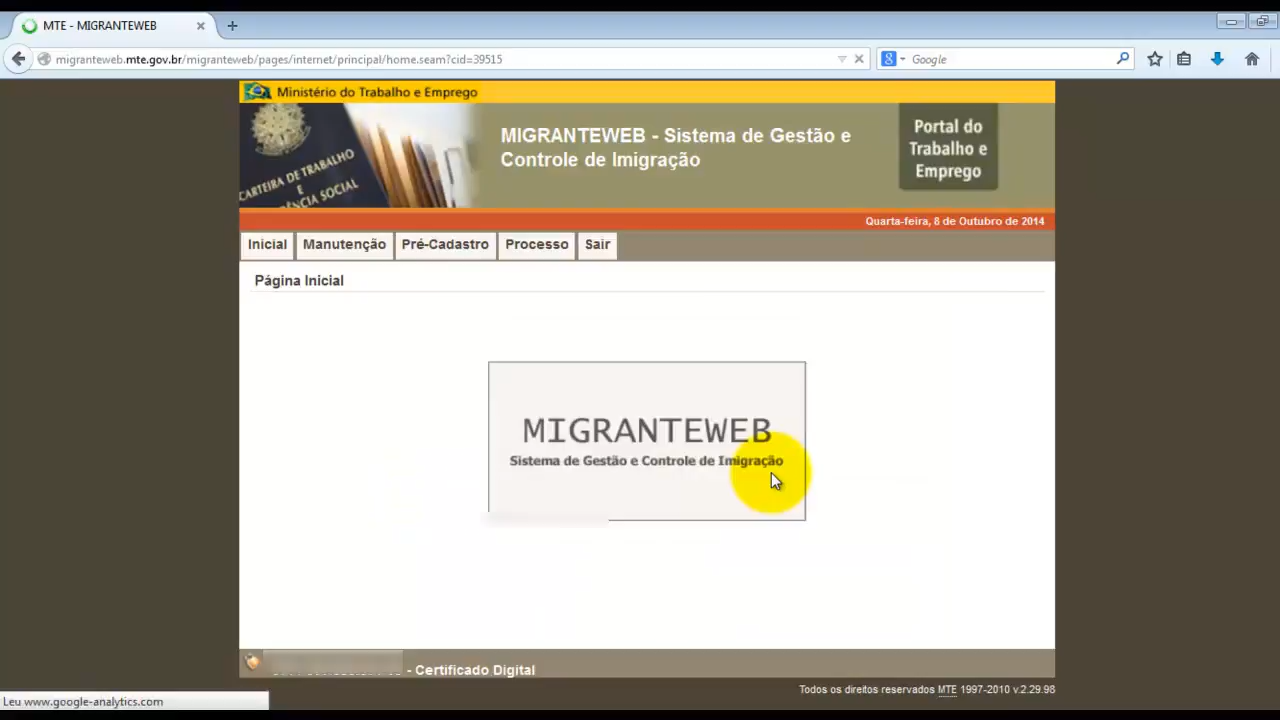 MTE - MIGRANTEWEB
migranteweb.mte.gov.br/migranteweb/pages/internet/principal/home.seam?cid=39515
Google
Ministério do Trabalho e Emprego
CARTEIRA DE TRABALHO
E
PREVIDÊNCIA SOCIAL
MIGRANTEWEB - Sistema de Gestão e
Controle de Imigração
Portal do
Trabalho e
Emprego
Quarta-feira, 8 de Outubro de 2014
Inicial Manutenção Pré-Cadastro Processo Sair
Página Inicial
MIGRANTEWEB
Sistema de Gestão e Controle de Imigração
- Certificado Digital
Todos os direitos reservados MTE 1997-2010 v.2.29.98
Leu www.google-analytics.com